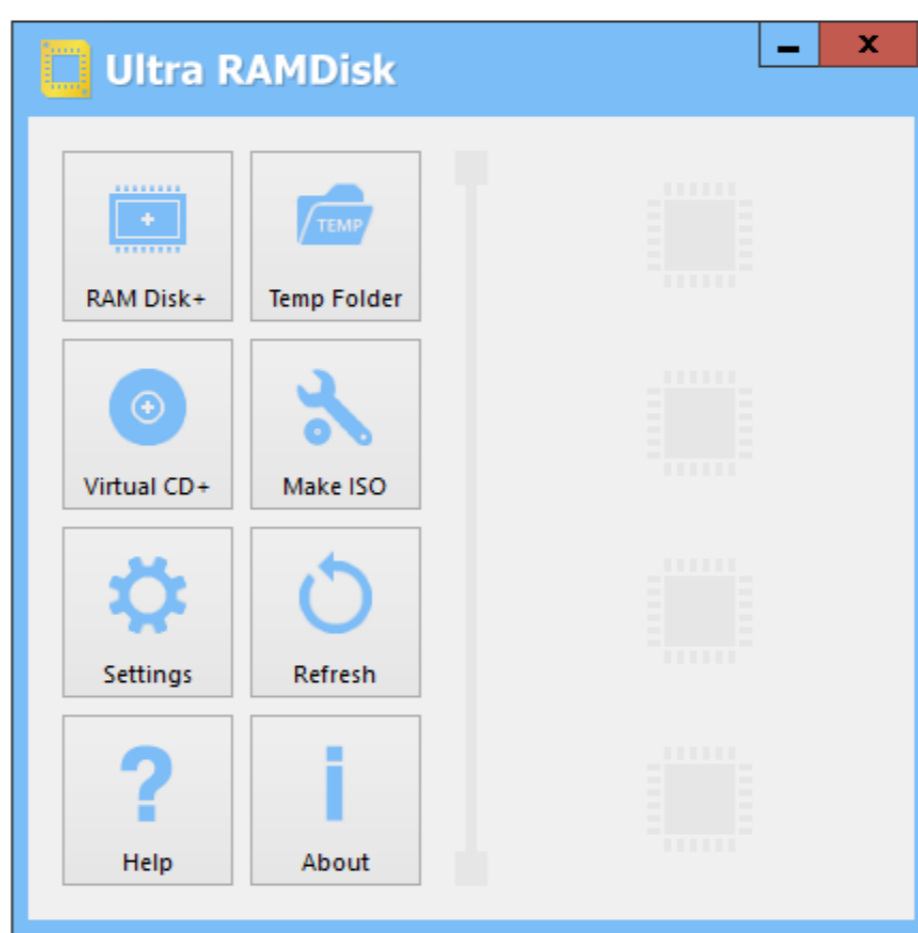 Ultra RAMDisk
RAM Disk+
TEMP
Temp Folder
Virtual CD+
Make ISO
Settings
Refresh
?
Help
i
About